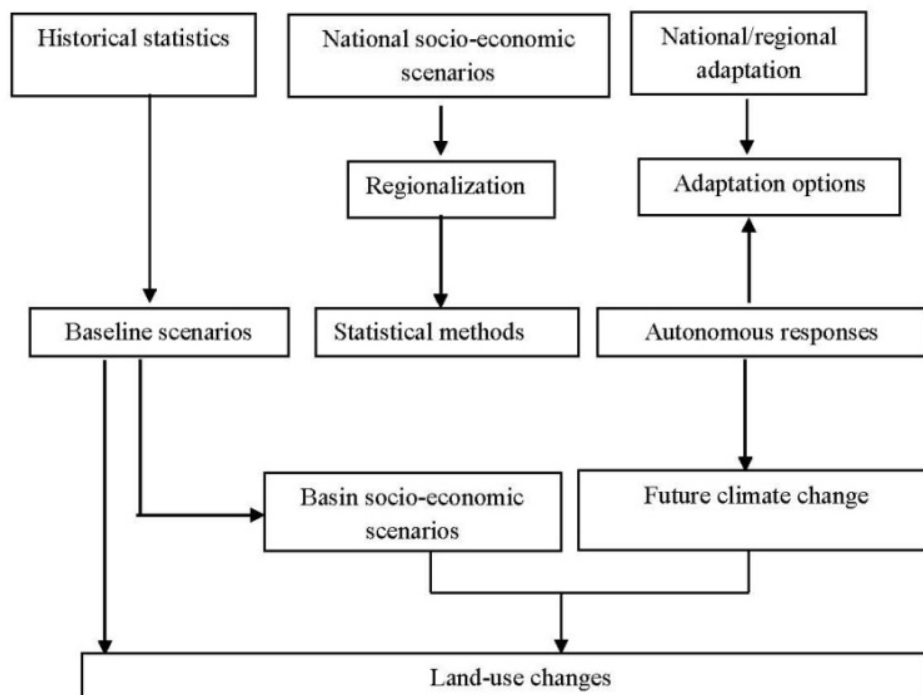 Historical statistics
National socio-economic
scenarios
National/regional
adaptation
Regionalization
Adaptation options
Baseline scenarios
Statistical methods
Autonomous responses
Basin socio-economic
scenarios
Future climate change
Land-use changes